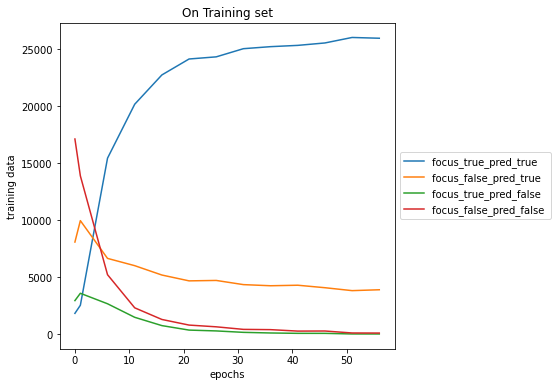 On Training set
25000
20000
15000
10000
5000
0
training data
0
10
20
30
40
50
epochs
focus_true_pred_true
focus_false_pred_true
focus_true_pred_false
focus_false_pred_false